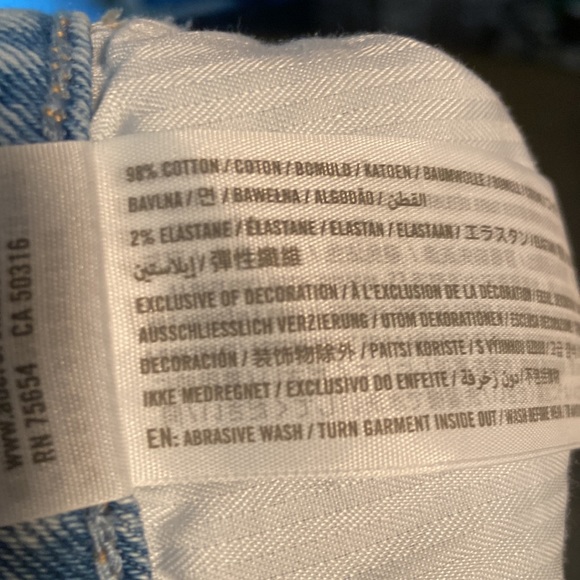 98% COTTON / COTON / BOMULD / KATOEN / BAUMWOLLE /
BAVLNA / 면 / BAWEŁNA / ALGODÃO / القطن
2% ELASTANE / ÉLASTANE / ELASTAN / ELASTAAN / エラスタン /
إيلاستين / 弾性繊維
EXCLUSIVE OF DECORATION / À L'EXCLUSION DE LA DÉCORATION /
AUSSCHLIESSLICH VERZIERUNG / UTOM DEKORATIONEN /
DECORACIÓN / 装飾物除外 / PAITSI KORISTE /
IKKE MEDREGNET / EXCLUSIVO DO ENFEITE / دون زخرفة /
EN: ABRASIVE WASH / TURN GARMENT INSIDE OUT / WASH BEFORE WEAR
RN 75654 CA 50316